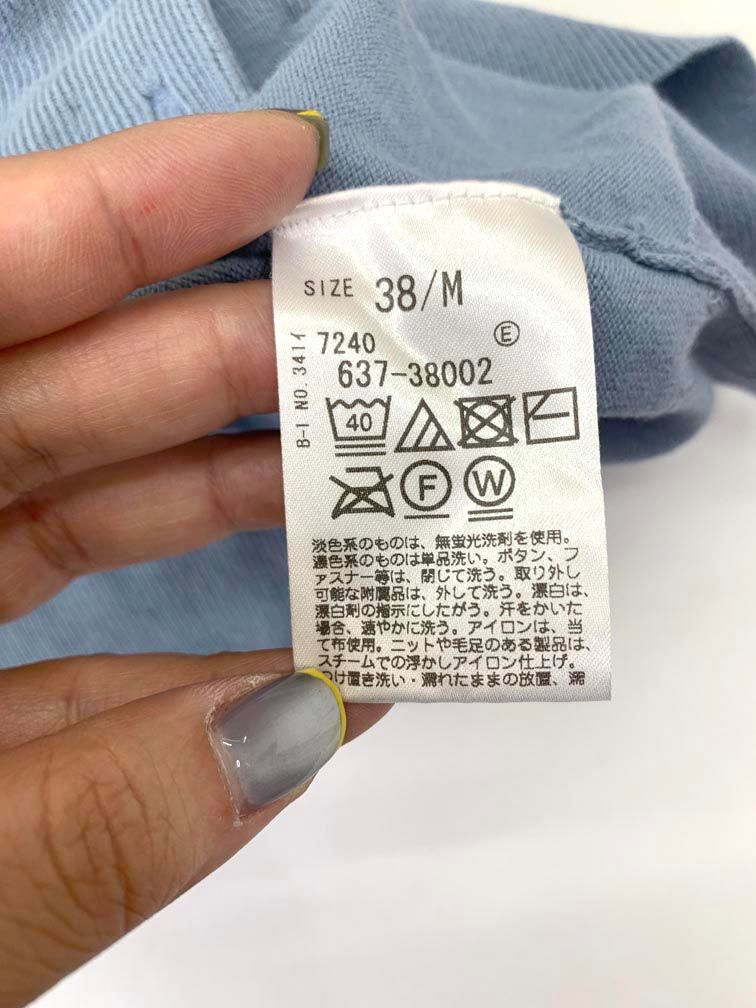 SIZE 38/M
B-I NO.3414
7240 E
637-38002
40
F W
淡色系のものは、無蛍光洗剤を使用。
濃色系のものは単品洗い。ボタン、フ
ァスナー等は、閉じて洗う。取り外し
可能な附属品は、外して洗う。漂白は、
漂白剤の指示にしたがう。汗をかいた
場合、速やかに洗う。アイロンは、当
て布使用。ニットや毛足のある製品は、
スチームでの浮かしアイロン仕上げ。
つけ置き洗い・濡れたままの放置、濡